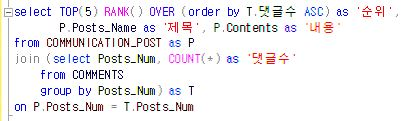 select TOP(5) RANK() OVER (order by T.댓글수 ASC) as '순위',
P.Posts_Name as '제목', P.Contents as '내용'
from COMMUNICATION_POST as P
join (select Posts_Num, COUNT(*) as '댓글수'
from COMMENTS
group by Posts_Num) as T
on P.Posts_Num = T.Posts_Num